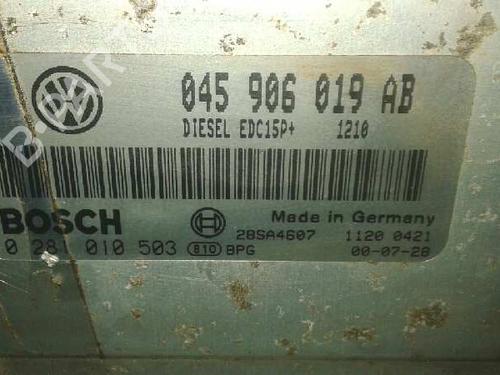 045 906 019 AB
DIESEL EDC15P+ 1210
BOSCH
Made in Germany
28SA4607 1120 0421
0 281 010 503 810 BPG 00-07-28